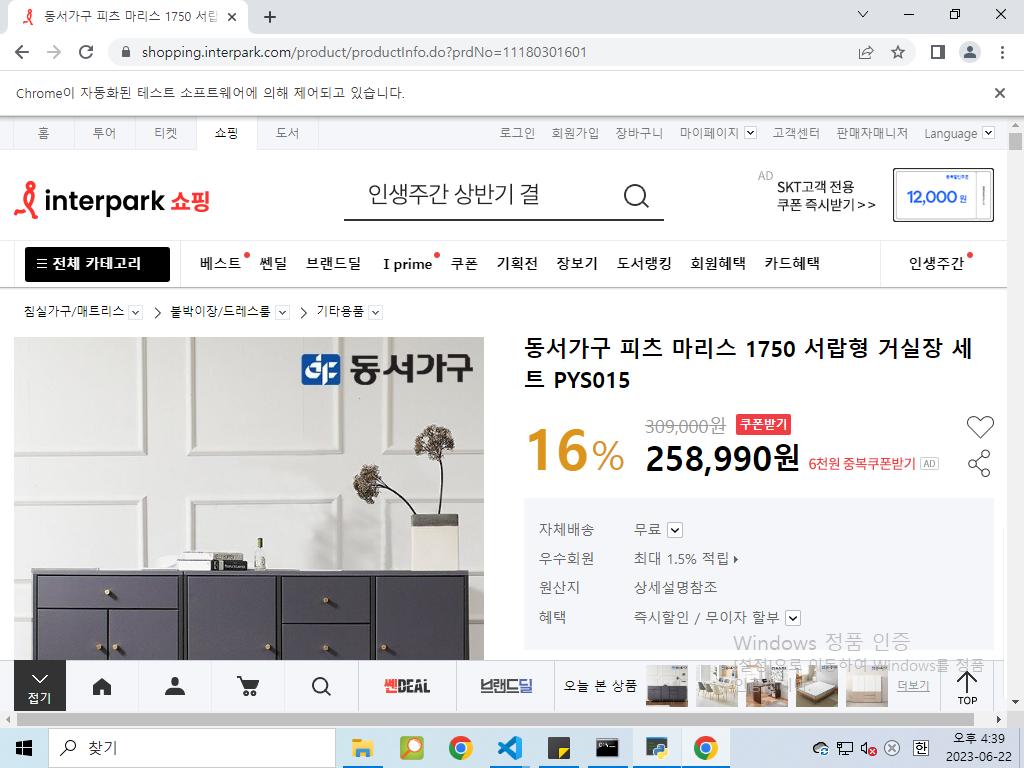 동서가구 피츠 마리스 1750 서랍
shopping.interpark.com/product/productInfo.do?prdNo=11180301601
Chrome이 자동화된 테스트 소프트웨어에 의해 제어되고 있습니다.
홈 투어 티켓 쇼핑 도서 로그인 회원가입 장바구니 마이페이지 고객센터 판매자매니저 Language
interpark 쇼핑
인생주간 상반기 결
AD SKT고객 전용
쿠폰 즉시받기>>
12,000원
전체 카테고리 베스트 쎈딜 브랜드딜 I prime 쿠폰 기획전 장보기 도서랭킹 회원혜택 카드혜택 인생주간
침실가구/매트리스 붙박이장/드레스룸 기타용품
동서가구
동서가구 피츠 마리스 1750 서랍형 거실장 세
트 PYS015
309,000원 쿠폰받기
16% 258,990원 6천원 중복쿠폰받기 AD
자체배송 무료
우수회원 최대 1.5% 적립
원산지 상세설명참조
혜택 즉시할인 / 무이자 할부
Windows 정품 인증
[설정]으로 이동하여 Windows를 정품
접기 쎈DEAL 브랜드딜 오늘 본 상품 더보기 TOP
찾기
한
오후 4:39
2023-06-22